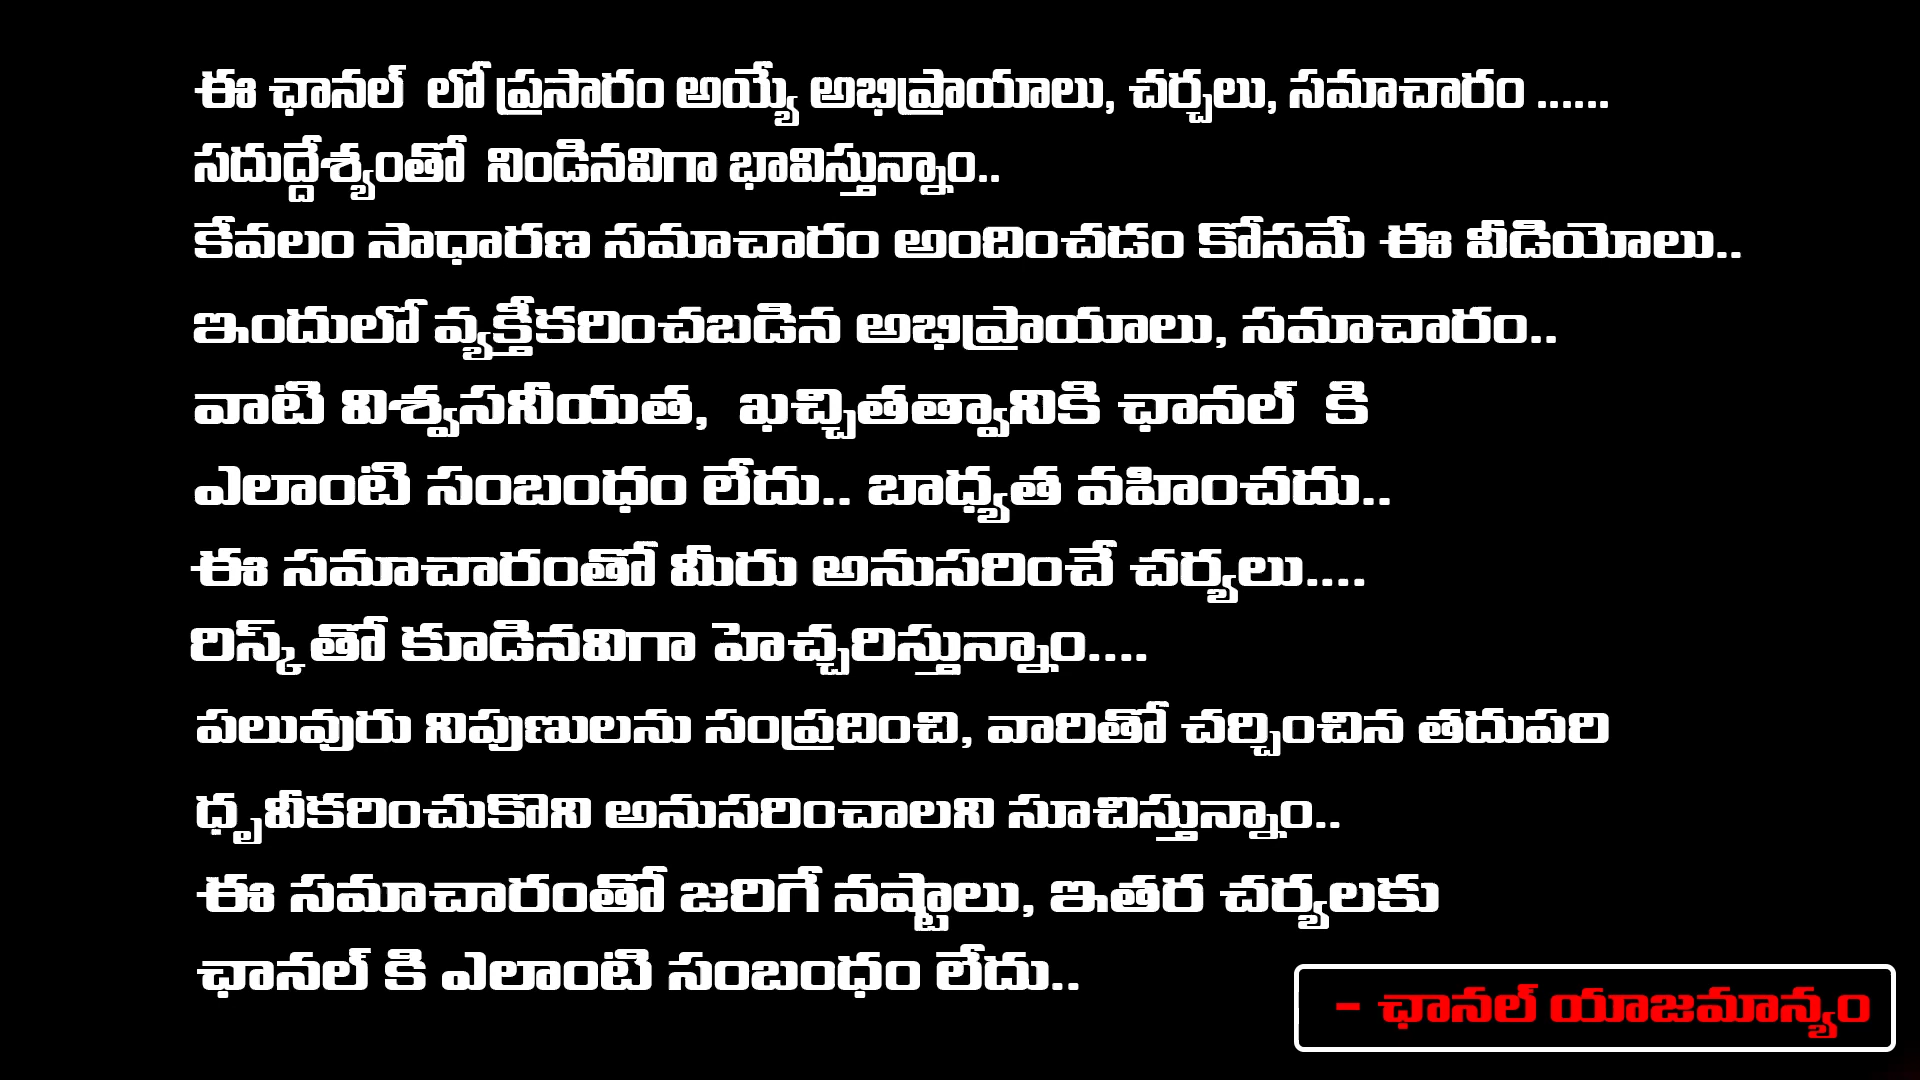 ఈ ఛానల్ లో ప్రసారం అయ్యే అభిప్రాయాలు, చర్చలు, సమాచారం ......
సదుద్దేశ్యంతో నిండినవిగా భావిస్తున్నాం..
కేవలం సాధారణ సమాచారం అందించడం కోసమే ఈ వీడియోలు..
ఇందులో వ్యక్తీకరించబడిన అభిప్రాయాలు, సమాచారం..
వాటి విశ్వసనీయత, ఖచ్చితత్వానికి ఛానల్ కి
ఎలాంటి సంబంధం లేదు.. బాధ్యత వహించదు..
ఈ సమాచారంతో మీరు అనుసరించే చర్యలు....
రిస్క్ తో కూడినవిగా హెచ్చరిస్తున్నాం....
పలువురు నిపుణులను సంప్రదించి, వారితో చర్చించిన తదుపరి
ధృవీకరించుకొని అనుసరించాలని సూచిస్తున్నాం..
ఈ సమాచారంతో జరిగే నష్టాలు, ఇతర చర్యలకు
ఛానల్ కి ఎలాంటి సంబంధం లేదు..
- ఛానల్ యాజమాన్యం